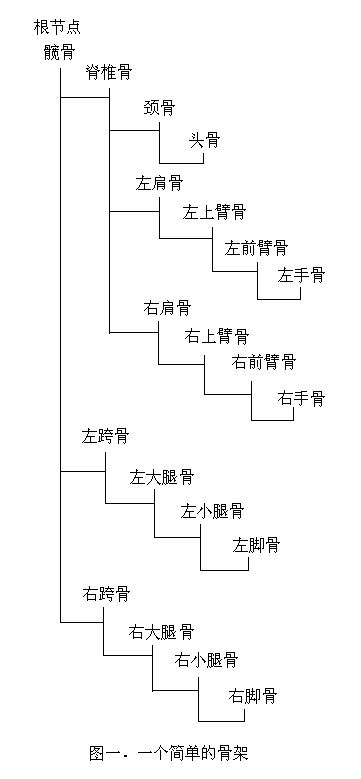 根节点
髋骨
脊椎骨
颈骨
头骨
左肩骨
左上臂骨
左前臂骨
左手骨
右肩骨
右上臂骨
右前臂骨
右手骨
左跨骨
左大腿骨
左小腿骨
左脚骨
右跨骨
右大腿骨
右小腿骨
右脚骨
图一．一个简单的骨架